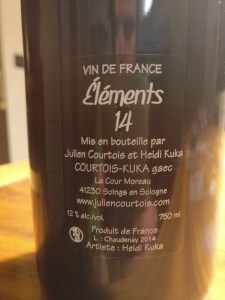 VIN DE FRANCE
Éléments
14
Mis en bouteille par
Julien Courtois et Heidi Kuka
COURTOIS-KUKA gaec
La Cour Moreau
41230 Soings en Sologne
www.juliencourtois.com
12 % alc./vol. 750 ml
Produit de France
L : Chaudenay 2014
Artiste : Heidi Kuka